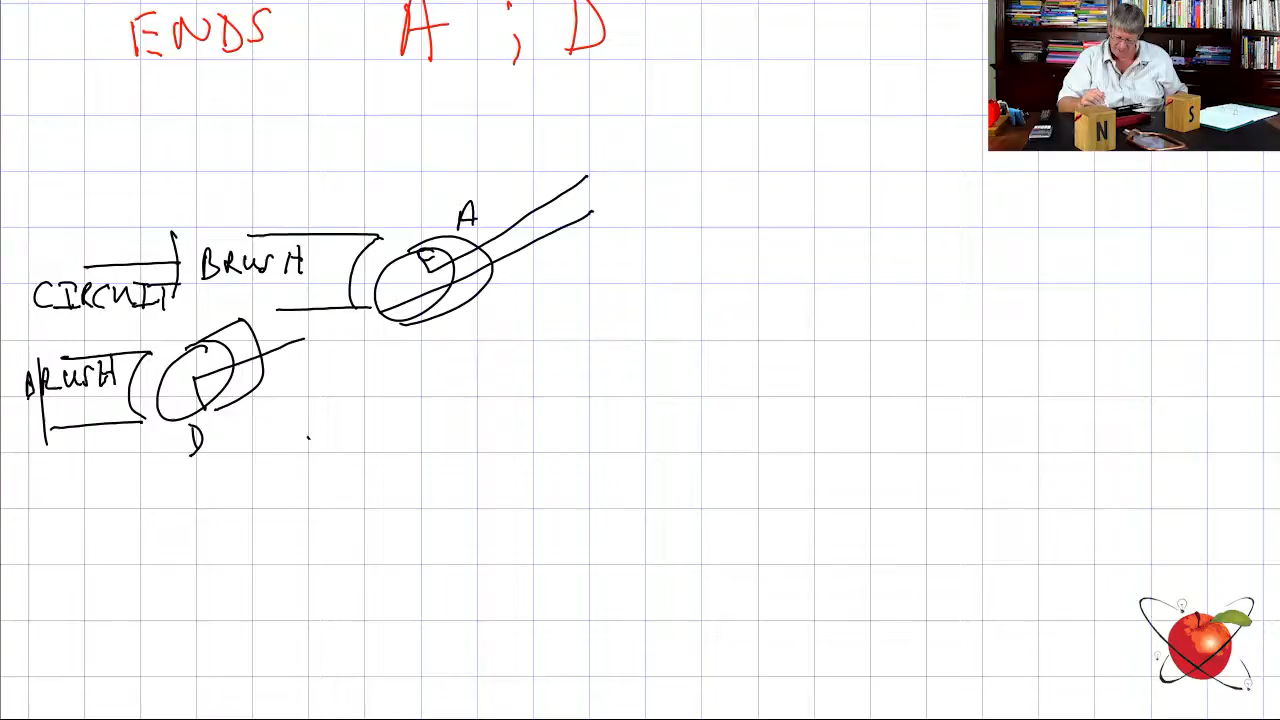 ENDS A ; D
A
BRUSH
CIRCUIT
BRUSH
D
N
S